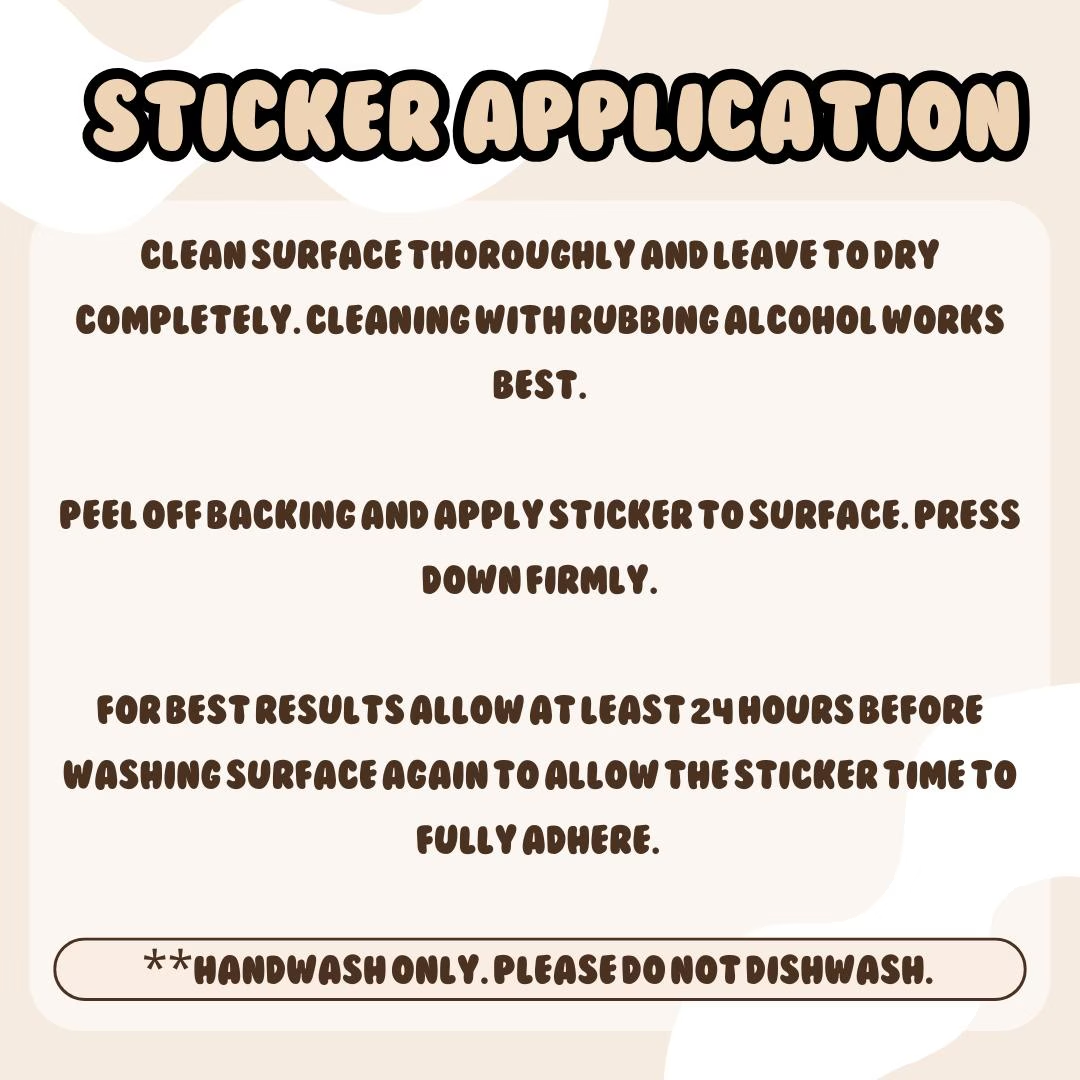 STICKER APPLICATION
CLEAN SURFACE THOROUGHLY AND LEAVE TO DRY
COMPLETELY. CLEANING WITH RUBBING ALCOHOL WORKS
BEST.
PEEL OFF BACKING AND APPLY STICKER TO SURFACE. PRESS
DOWN FIRMLY.
FOR BEST RESULTS ALLOW AT LEAST 24 HOURS BEFORE
WASHING SURFACE AGAIN TO ALLOW THE STICKER TIME TO
FULLY ADHERE.
**HANDWASH ONLY. PLEASE DO NOT DISHWASH.